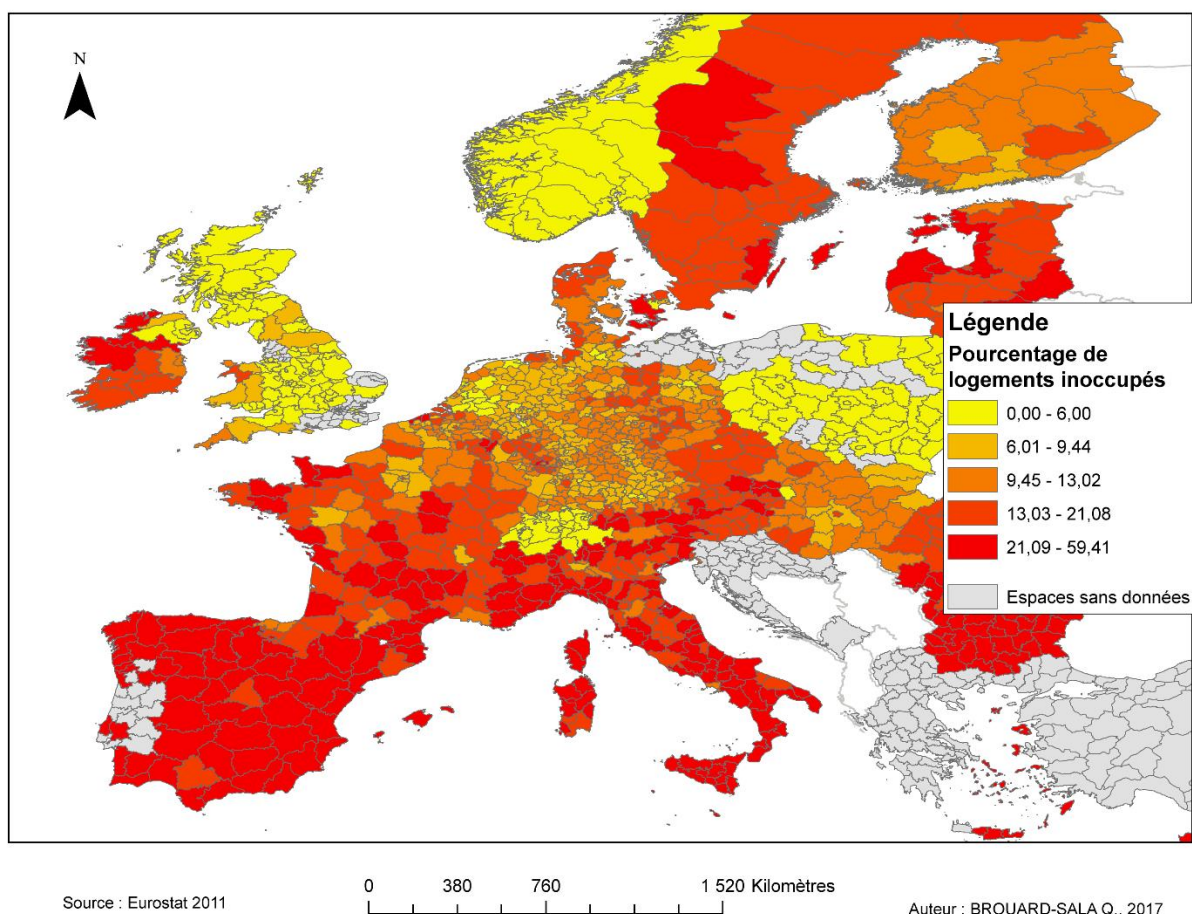 N
Légende
Pourcentage de
logements inoccupés
0,00 - 6,00
6,01 - 9,44
9,45 - 13,02
13,03 - 21,08
21,09 - 59,41
Espaces sans données
Source : Eurostat 2011
0 380 760 1 520 Kilomètres
Auteur : BROUARD-SALA Q., 2017